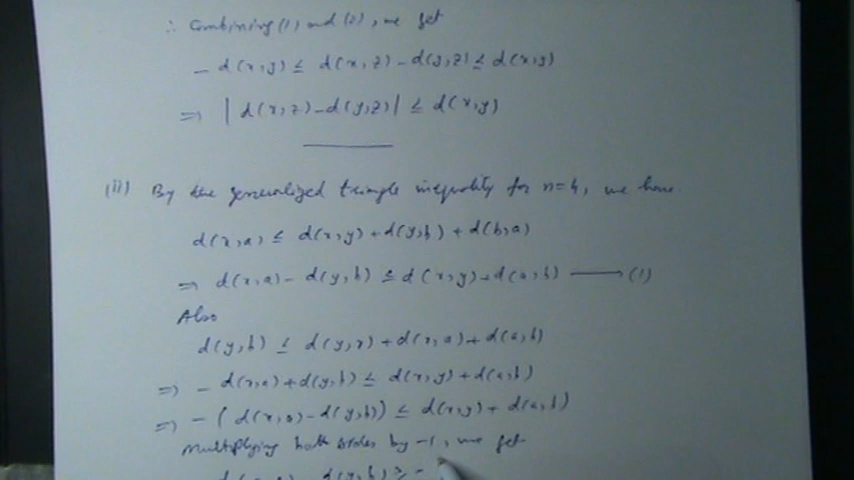 ∴ Combining (1) and (2), we get
- d(x,y) ≤ d(x,z) - d(y,z) ≤ d(x,y)
⇒ | d(x,z) - d(y,z) | ≤ d(x,y)
(ii) By the generalized triangle inequality for n=4, we have.
d(x,a) ≤ d(x,y) + d(y,b) + d(b,a)
⇒ d(x,a) - d(y,b) ≤ d(x,y) + d(a,b) —— (1)
Also
d(y,b) ≤ d(y,x) + d(x,a) + d(a,b)
⇒ - d(x,a) + d(y,b) ≤ d(x,y) + d(a,b)
⇒ - (d(x,a) - d(y,b)) ≤ d(x,y) + d(a,b)
Multiplying both sides by -1, we get
d(x,a) - d(y,b) ≥ -